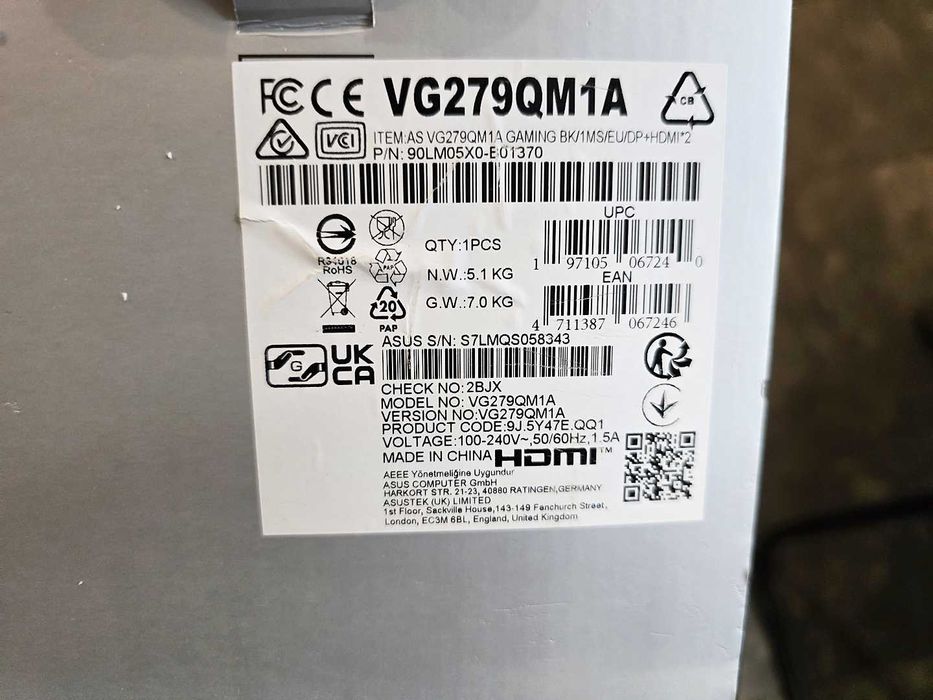 FC CE VG279QM1A CB
VCI ITEM:AS VG279QM1A GAMING BK/1MS/EU/DP+HDMI*2
P/N: 90LM05X0-B01370
UPC
1 97105 06724 0
R34018
RoHS
PAP
QTY:1PCS
N.W.:5.1 KG
EAN
4 711387 067246
G.W.:7.0 KG
20
PAP
ASUS S/N: S7LMQS058343
G
UK
CA
CHECK NO: 2BJX
MODEL NO: VG279QM1A
VERSION NO:VG279QM1A
PRODUCT CODE:9J.5Y47E.QQ1
VOLTAGE:100-240V~,50/60Hz,1.5A
MADE IN CHINA HDMI™
AEEE Yönetmeliğine Uygundur
ASUS COMPUTER GmbH
HARKORT STR. 21-23, 40880 RATINGEN,GERMANY
ASUSTEK (UK) LIMITED
1st Floor, Sackville House,143-149 Fenchurch Street,
London, EC3M 6BL, England, United Kingdom